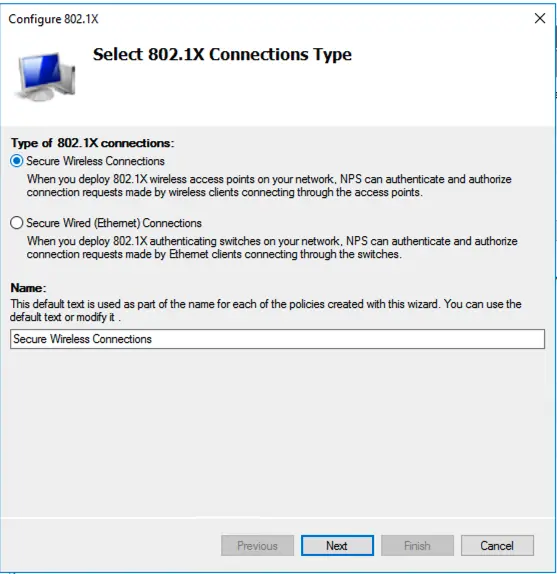 Configure 802.1X
Select 802.1X Connections Type
Type of 802.1X connections:
Secure Wireless Connections
When you deploy 802.1X wireless access points on your network, NPS can authenticate and authorize
connection requests made by wireless clients connecting through the access points.
Secure Wired (Ethernet) Connections
When you deploy 802.1X authenticating switches on your network, NPS can authenticate and authorize
connection requests made by Ethernet clients connecting through the switches.
Name:
This default text is used as part of the name for each of the policies created with this wizard. You can use the
default text or modify it .
Secure Wireless Connections
Previous
Next
Finish
Cancel